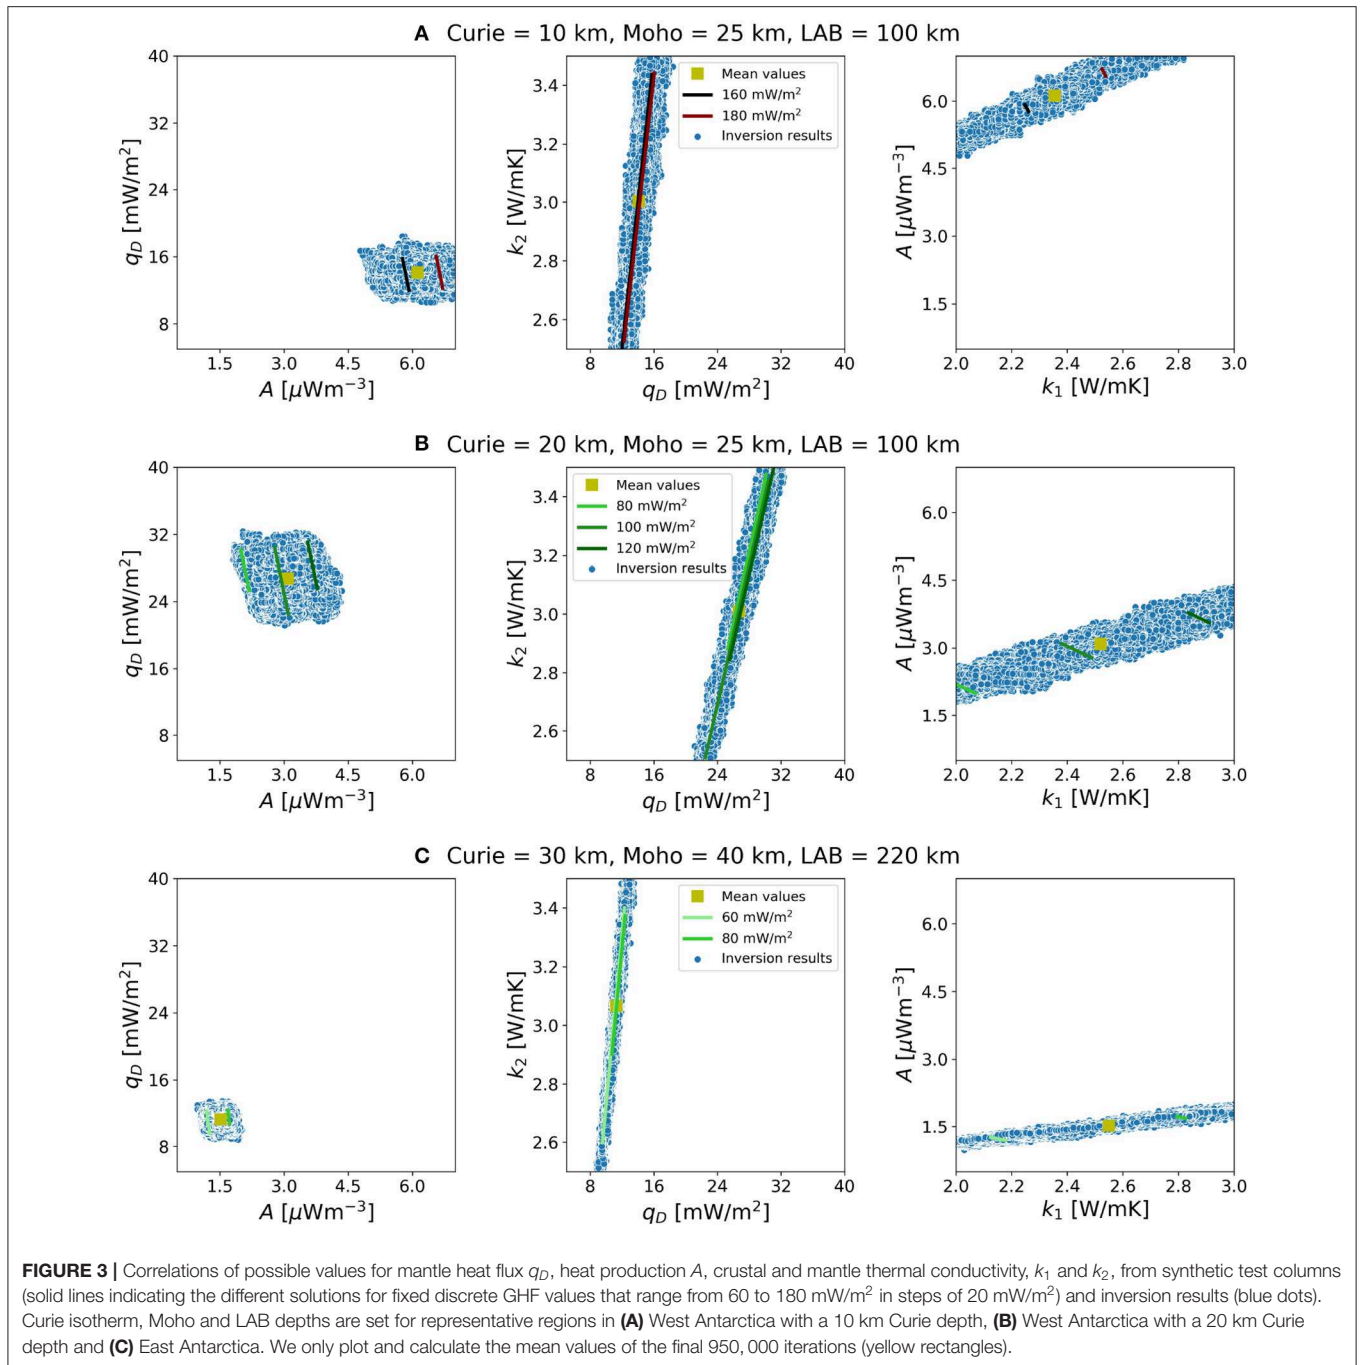 A Curie = 10 km, Moho = 25 km, LAB = 100 km
40
32
24
16
8
qD [mW/m²]
1.5 3.0 4.5 6.0
A [μWm⁻³]
3.4
3.2
3.0
2.8
2.6
k₂ [W/mK]
8 16 24 32 40
qD [mW/m²]
Mean values
160 mW/m²
180 mW/m²
Inversion results
6.0
4.5
3.0
1.5
A [μWm⁻³]
2.0 2.2 2.4 2.6 2.8 3.0
k₁ [W/mK]
B Curie = 20 km, Moho = 25 km, LAB = 100 km
40
32
24
16
8
qD [mW/m²]
1.5 3.0 4.5 6.0
A [μWm⁻³]
3.4
3.2
3.0
2.8
2.6
k₂ [W/mK]
8 16 24 32 40
qD [mW/m²]
Mean values
80 mW/m²
100 mW/m²
120 mW/m²
Inversion results
6.0
4.5
3.0
1.5
A [μWm⁻³]
2.0 2.2 2.4 2.6 2.8 3.0
k₁ [W/mK]
C Curie = 30 km, Moho = 40 km, LAB = 220 km
40
32
24
16
8
qD [mW/m²]
1.5 3.0 4.5 6.0
A [μWm⁻³]
3.4
3.2
3.0
2.8
2.6
k₂ [W/mK]
8 16 24 32 40
qD [mW/m²]
Mean values
60 mW/m²
80 mW/m²
Inversion results
6.0
4.5
3.0
1.5
A [μWm⁻³]
2.0 2.2 2.4 2.6 2.8 3.0
k₁ [W/mK]
FIGURE 3 | Correlations of possible values for mantle heat flux qD, heat production A, crustal and mantle thermal conductivity, k₁ and k₂, from synthetic test columns
(solid lines indicating the different solutions for fixed discrete GHF values that range from 60 to 180 mW/m² in steps of 20 mW/m²) and inversion results (blue dots).
Curie isotherm, Moho and LAB depths are set for representative regions in (A) West Antarctica with a 10 km Curie depth, (B) West Antarctica with a 20 km Curie
depth and (C) East Antarctica. We only plot and calculate the mean values of the final 950, 000 iterations (yellow rectangles).